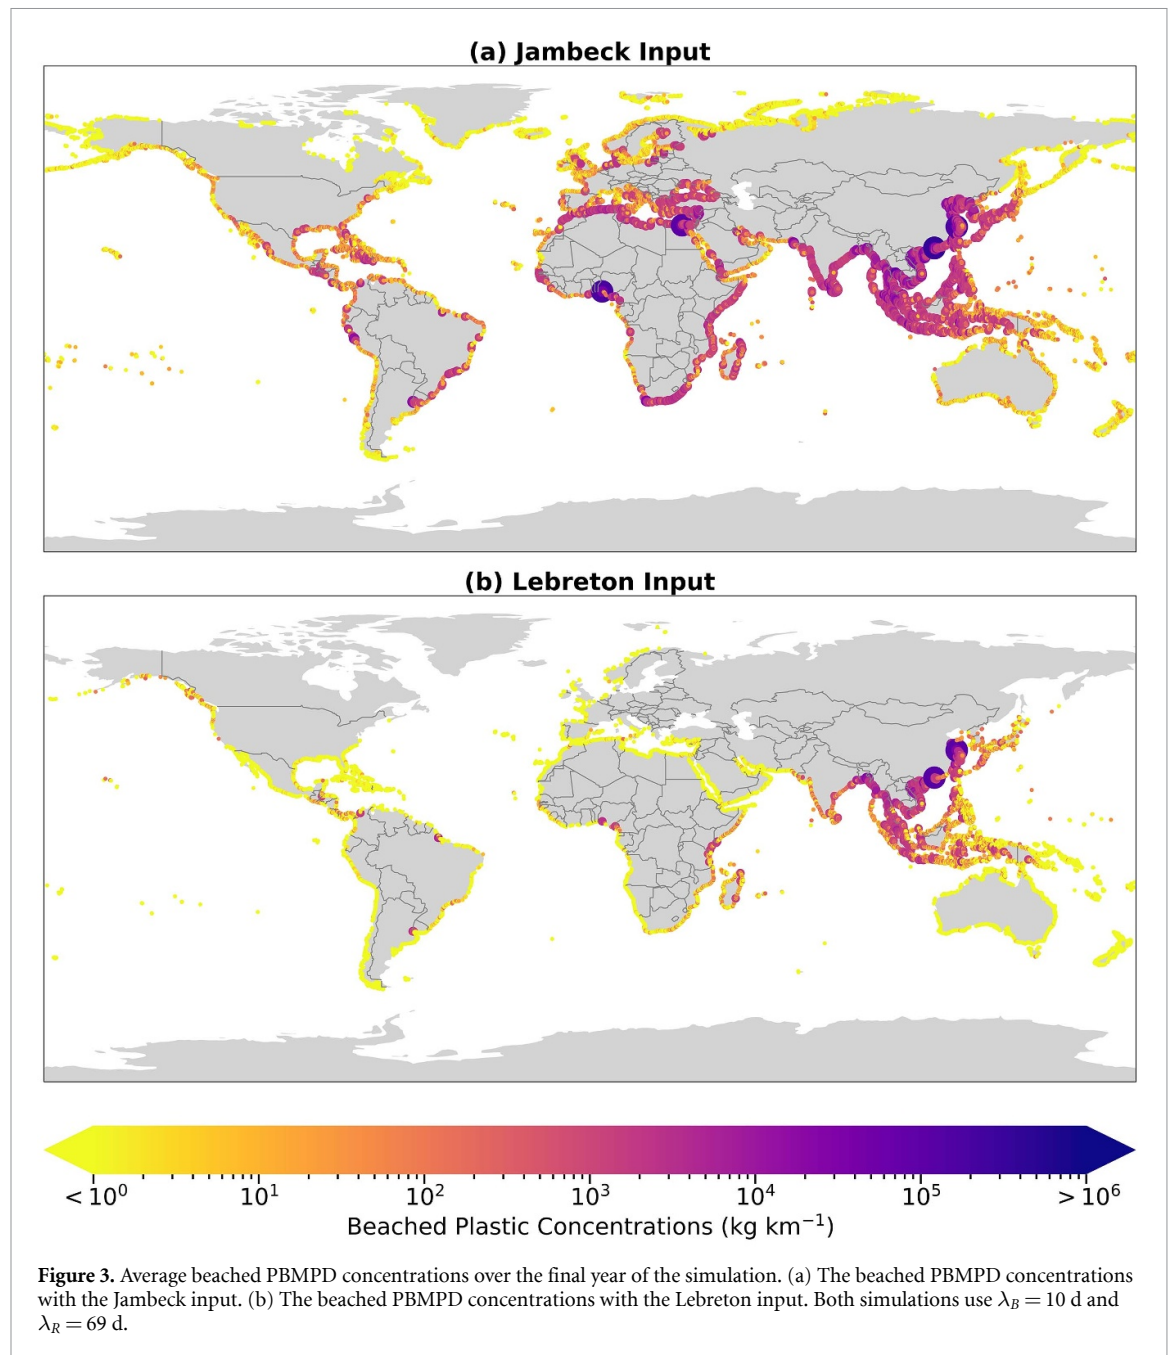 (a) Jambeck Input
(b) Lebreton Input
< 10⁰ 10¹ 10² 10³ 10⁴ 10⁵ > 10⁶
Beached Plastic Concentrations (kg km⁻¹)
Figure 3. Average beached PBMPD concentrations over the final year of the simulation. (a) The beached PBMPD concentrations
with the Jambeck input. (b) The beached PBMPD concentrations with the Lebreton input. Both simulations use λ_B = 10 d and
λ_R = 69 d.